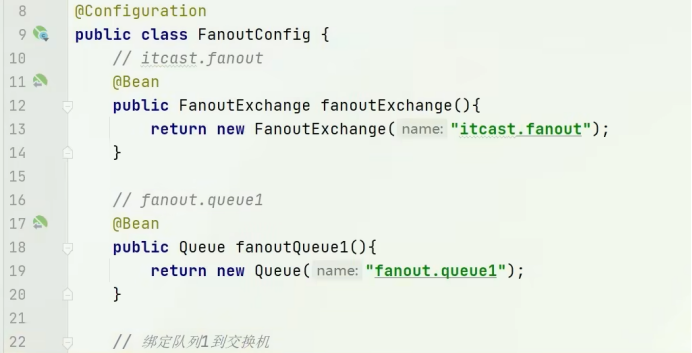 8 @Configuration
9 public class FanoutConfig {
10 // itcast.fanout
11 @Bean
12 public FanoutExchange fanoutExchange(){
13 return new FanoutExchange( name: "itcast.fanout");
14 }
15
16 // fanout.queue1
17 @Bean
18 public Queue fanoutQueue1(){
19 return new Queue( name: "fanout.queue1");
20 }
21
22 // 绑定队列1到交换机